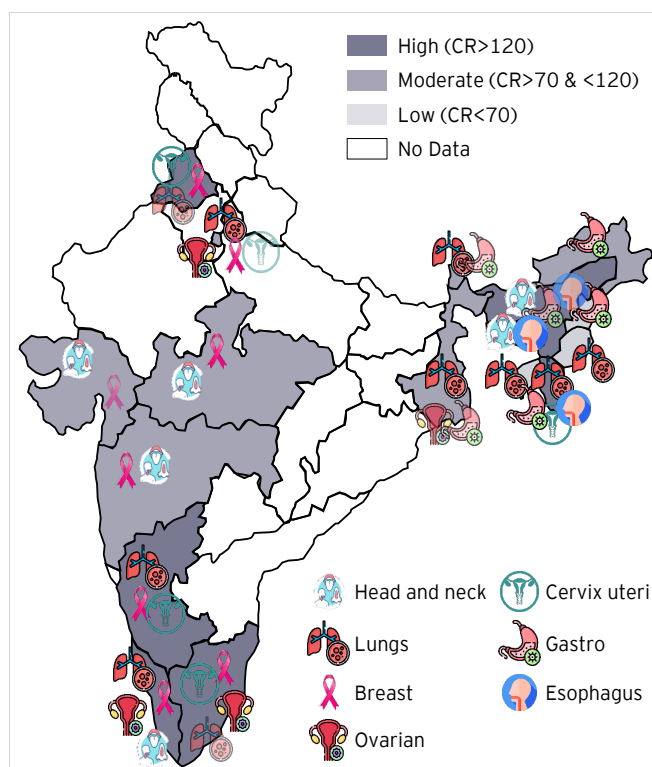 High (CR>120)
Moderate (CR>70 & <120)
Low (CR<70)
No Data
Head and neck
Cervix uteri
Lungs
Gastro
Breast
Esophagus
Ovarian